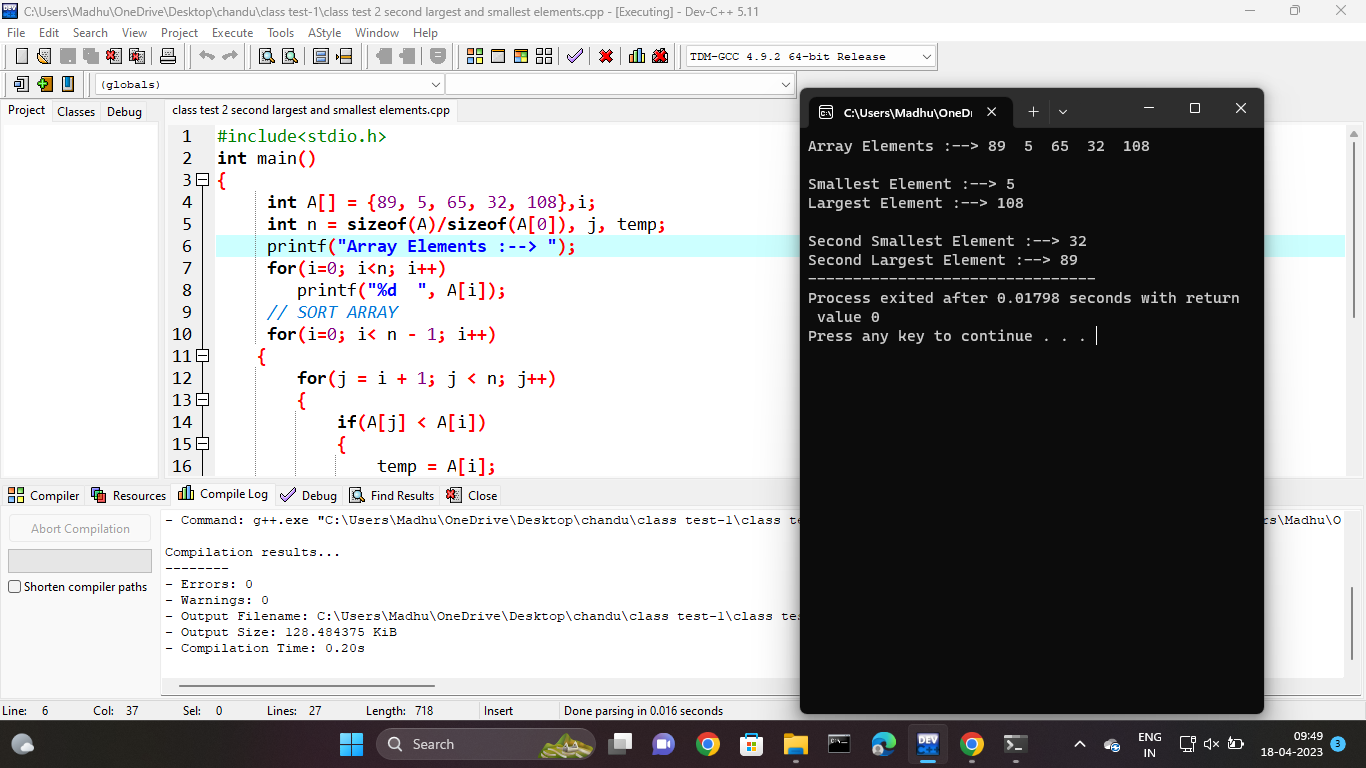 C:\Users\Madhu\OneDrive\Desktop\chandu\class test-1\class test 2 second largest and smallest elements.cpp - [Executing] - Dev-C++ 5.11
File Edit Search View Project Execute Tools AStyle Window Help
TDM-GCC 4.9.2 64-bit Release
(globals)
Project Classes Debug
class test 2 second largest and smallest elements.cpp
1 #include<stdio.h>
2 int main()
3 {
4 int A[] = {89, 5, 65, 32, 108},i;
5 int n = sizeof(A)/sizeof(A[0]), j, temp;
6 printf("Array Elements :--> ");
7 for(i=0; i<n; i++)
8 printf("%d  ", A[i]);
9 // SORT ARRAY
10 for(i=0; i< n - 1; i++)
11 {
12 for(j = i + 1; j < n; j++)
13 {
14 if(A[j] < A[i])
15 {
16 temp = A[i];
C:\Users\Madhu\OneD
Array Elements :--> 89  5  65  32  108
Smallest Element :--> 5
Largest Element :--> 108
Second Smallest Element :--> 32
Second Largest Element :--> 89
--------------------------------
Process exited after 0.01798 seconds with return
value 0
Press any key to continue . . .
Compiler Resources Compile Log Debug Find Results Close
Abort Compilation
Shorten compiler paths
- Command: g++.exe "C:\Users\Madhu\OneDrive\Desktop\chandu\class test-1\class te rs\Madhu\O
Compilation results...
--------
- Errors: 0
- Warnings: 0
- Output Filename: C:\Users\Madhu\OneDrive\Desktop\chandu\class test-1\class te
- Output Size: 128.484375 KiB
- Compilation Time: 0.20s
Line: 6 Col: 37 Sel: 0 Lines: 27 Length: 718 Insert Done parsing in 0.016 seconds
Search
DEV
ENG
IN
09:49
18-04-2023
3